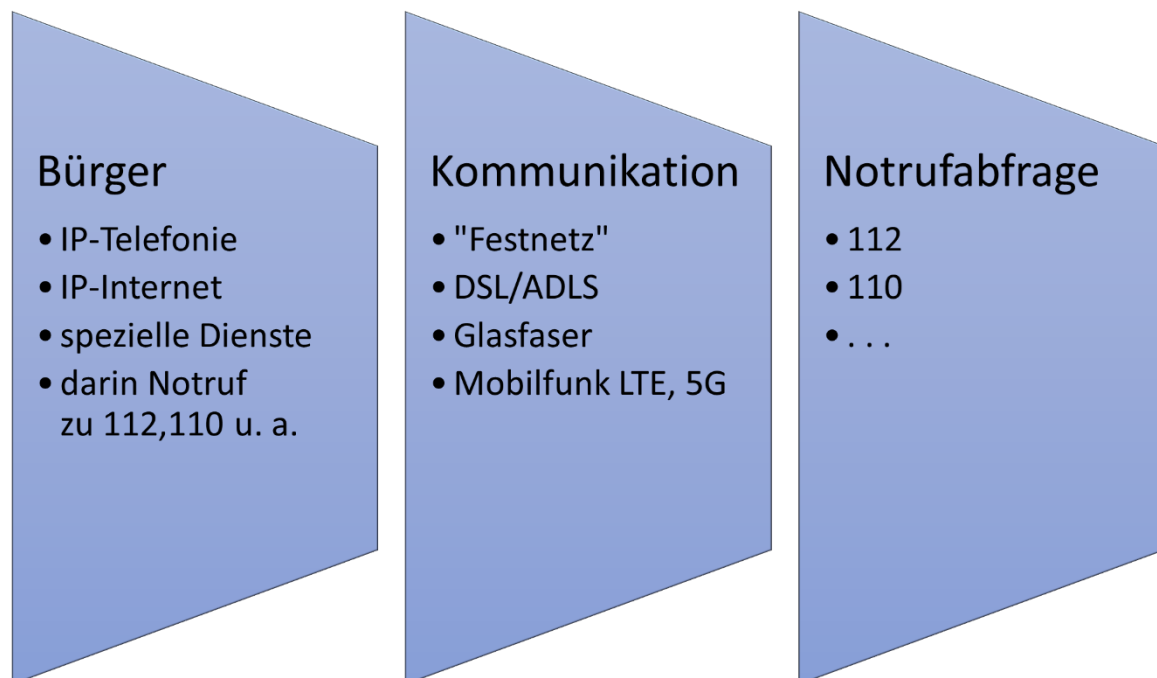 Bürger
• IP-Telefonie
• IP-Internet
• spezielle Dienste
• darin Notruf
zu 112,110 u. a.
Kommunikation
• "Festnetz"
• DSL/ADLS
• Glasfaser
• Mobilfunk LTE, 5G
Notrufabfrage
• 112
• 110
• . . .